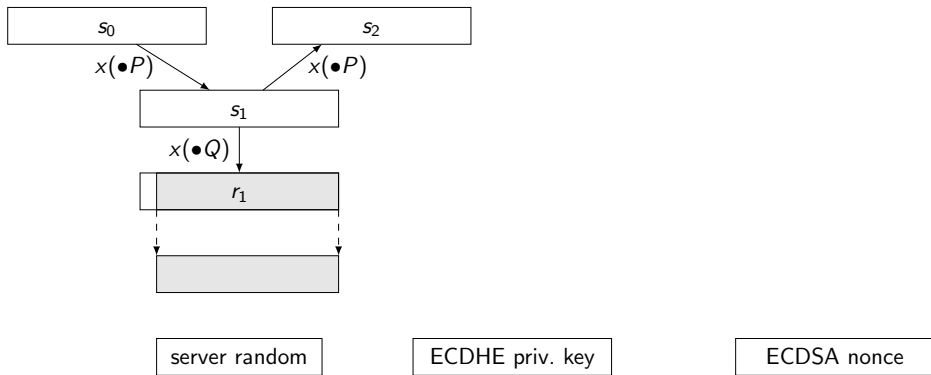 s₀ s₂
x(•P) x(•P)
s₁
x(•Q)
r₁
server random ECDHE priv. key ECDSA nonce